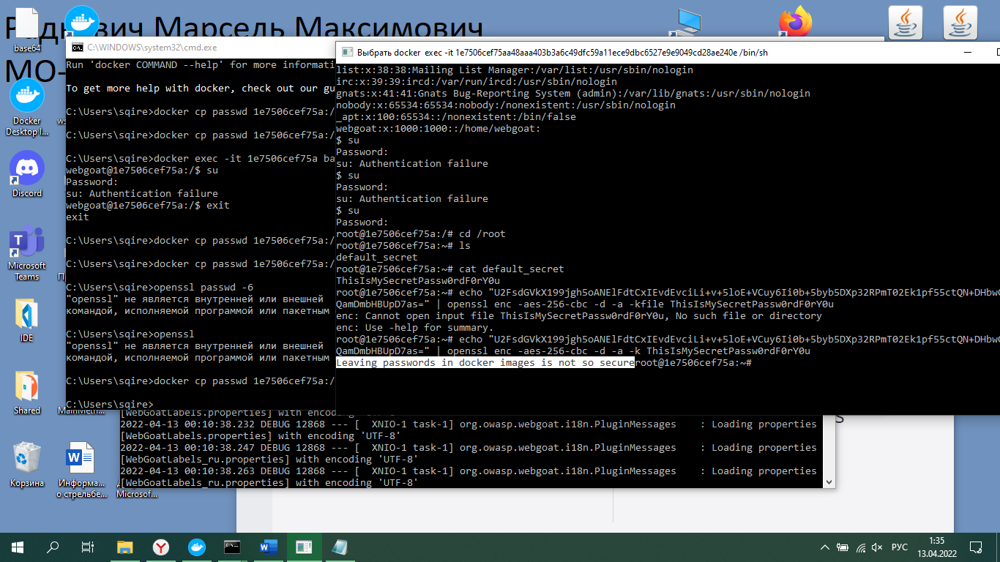 Марсель Максимович
МО-
base64
Docker
Desktop I...
Discord
Microsoft
Teams
IDE
Shared
MainMeth...
Корзина
Информа...
о стрельбе...
Microsof...
C:\WINDOWS\system32\cmd.exe
Run 'docker COMMAND --help' for more informati
To get more help with docker, check out our gu
C:\Users\sqire>docker cp passwd 1e7506cef75a:/
C:\Users\sqire>docker cp passwd 1e7506cef75a:/
C:\Users\sqire>docker exec -it 1e7506cef75a ba
webgoat@1e7506cef75a:/$ su
Password:
su: Authentication failure
webgoat@1e7506cef75a:/$ exit
exit
C:\Users\sqire>docker cp passwd 1e7506cef75a:/
C:\Users\sqire>docker cp passwd 1e7506cef75a:/
C:\Users\sqire>openssl passwd -6
"openssl" не является внутренней или внешней
командой, исполняемой программой или пакетным
C:\Users\sqire>openssl
"openssl" не является внутренней или внешней
командой, исполняемой программой или пакетным
C:\Users\sqire>docker cp passwd 1e7506cef75a:/
C:\Users\sqire>
Выбрать docker exec -it 1e7506cef75aa48aaa403b3a6c49dfc59a11ece9dbc6527e9e9049cd28ae240e /bin/sh
list:x:38:38:Mailing List Manager:/var/list:/usr/sbin/nologin
irc:x:39:39:ircd:/var/run/ircd:/usr/sbin/nologin
gnats:x:41:41:Gnats Bug-Reporting System (admin):/var/lib/gnats:/usr/sbin/nologin
nobody:x:65534:65534:nobody:/nonexistent:/usr/sbin/nologin
_apt:x:100:65534::/nonexistent:/bin/false
webgoat:x:1000:1000::/home/webgoat:
$ su
Password:
su: Authentication failure
$ su
Password:
su: Authentication failure
$ su
Password:
root@1e7506cef75a:/# cd /root
root@1e7506cef75a:~# ls
default_secret
root@1e7506cef75a:~# cat default_secret
ThisIsMySecretPassw0rdF0rY0u
root@1e7506cef75a:~# echo "U2FsdGVkX199jgh5oANElFdtCxIEvdEvciLi+v+5loE+VCuy6Ii0b+5byb5DXp32RPmT02Ek1pf55ctQN+DHbw
QamDmbHBUpD7as=" | openssl enc -aes-256-cbc -d -a -kfile ThisIsMySecretPassw0rdF0rY0u
enc: Cannot open input file ThisIsMySecretPassw0rdF0rY0u, No such file or directory
enc: Use -help for summary.
root@1e7506cef75a:~# echo "U2FsdGVkX199jgh5oANElFdtCxIEvdEvciLi+v+5loE+VCuy6Ii0b+5byb5DXp32RPmT02Ek1pf55ctQN+DHbw
QamDmbHBUpD7as=" | openssl enc -aes-256-cbc -d -a -k ThisIsMySecretPassw0rdF0rY0u
Leaving passwords in docker images is not so secureroot@1e7506cef75a:~#
[WebGoatLabels.properties] with encoding 'UTF-8'
2022-04-13 00:10:38.232 DEBUG 12868 --- [  XNIO-1 task-1] org.owasp.webgoat.i18n.PluginMessages    : Loading properties
[WebGoatLabels.properties] with encoding 'UTF-8'
2022-04-13 00:10:38.247 DEBUG 12868 --- [  XNIO-1 task-1] org.owasp.webgoat.i18n.PluginMessages    : Loading properties
[WebGoatLabels_ru.properties] with encoding 'UTF-8'
2022-04-13 00:10:38.263 DEBUG 12868 --- [  XNIO-1 task-1] org.owasp.webgoat.i18n.PluginMessages    : Loading properties
[WebGoatLabels_ru.properties] with encoding 'UTF-8'
РУС
1:35
13.04.2022